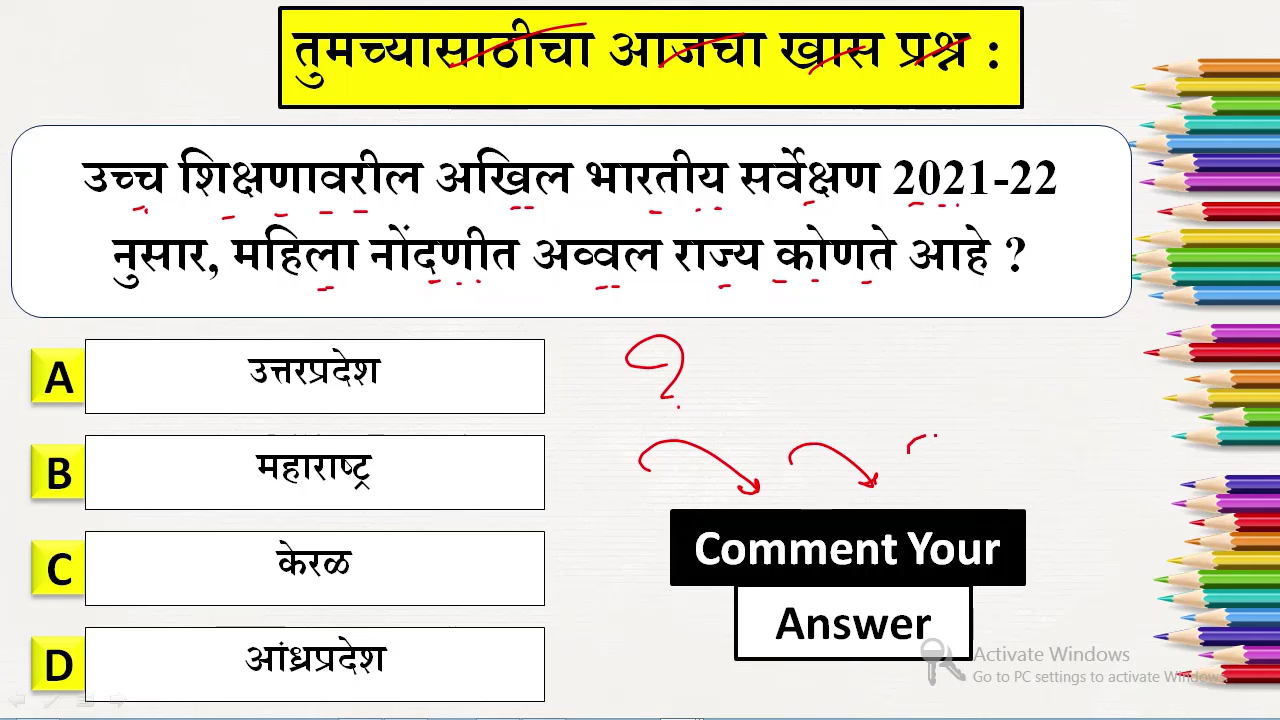 तुमच्यासाठीचा आजचा खास प्रश्न :
उच्च शिक्षणावरील अखिल भारतीय सर्वेक्षण 2021-22
नुसार, महिला नोंदणीत अव्वल राज्य कोणते आहे ?
A उत्तरप्रदेश
?
B महाराष्ट्र
C केरळ
D आंध्रप्रदेश
Comment Your
Answer
Activate Windows
Go to PC settings to activate Windows.